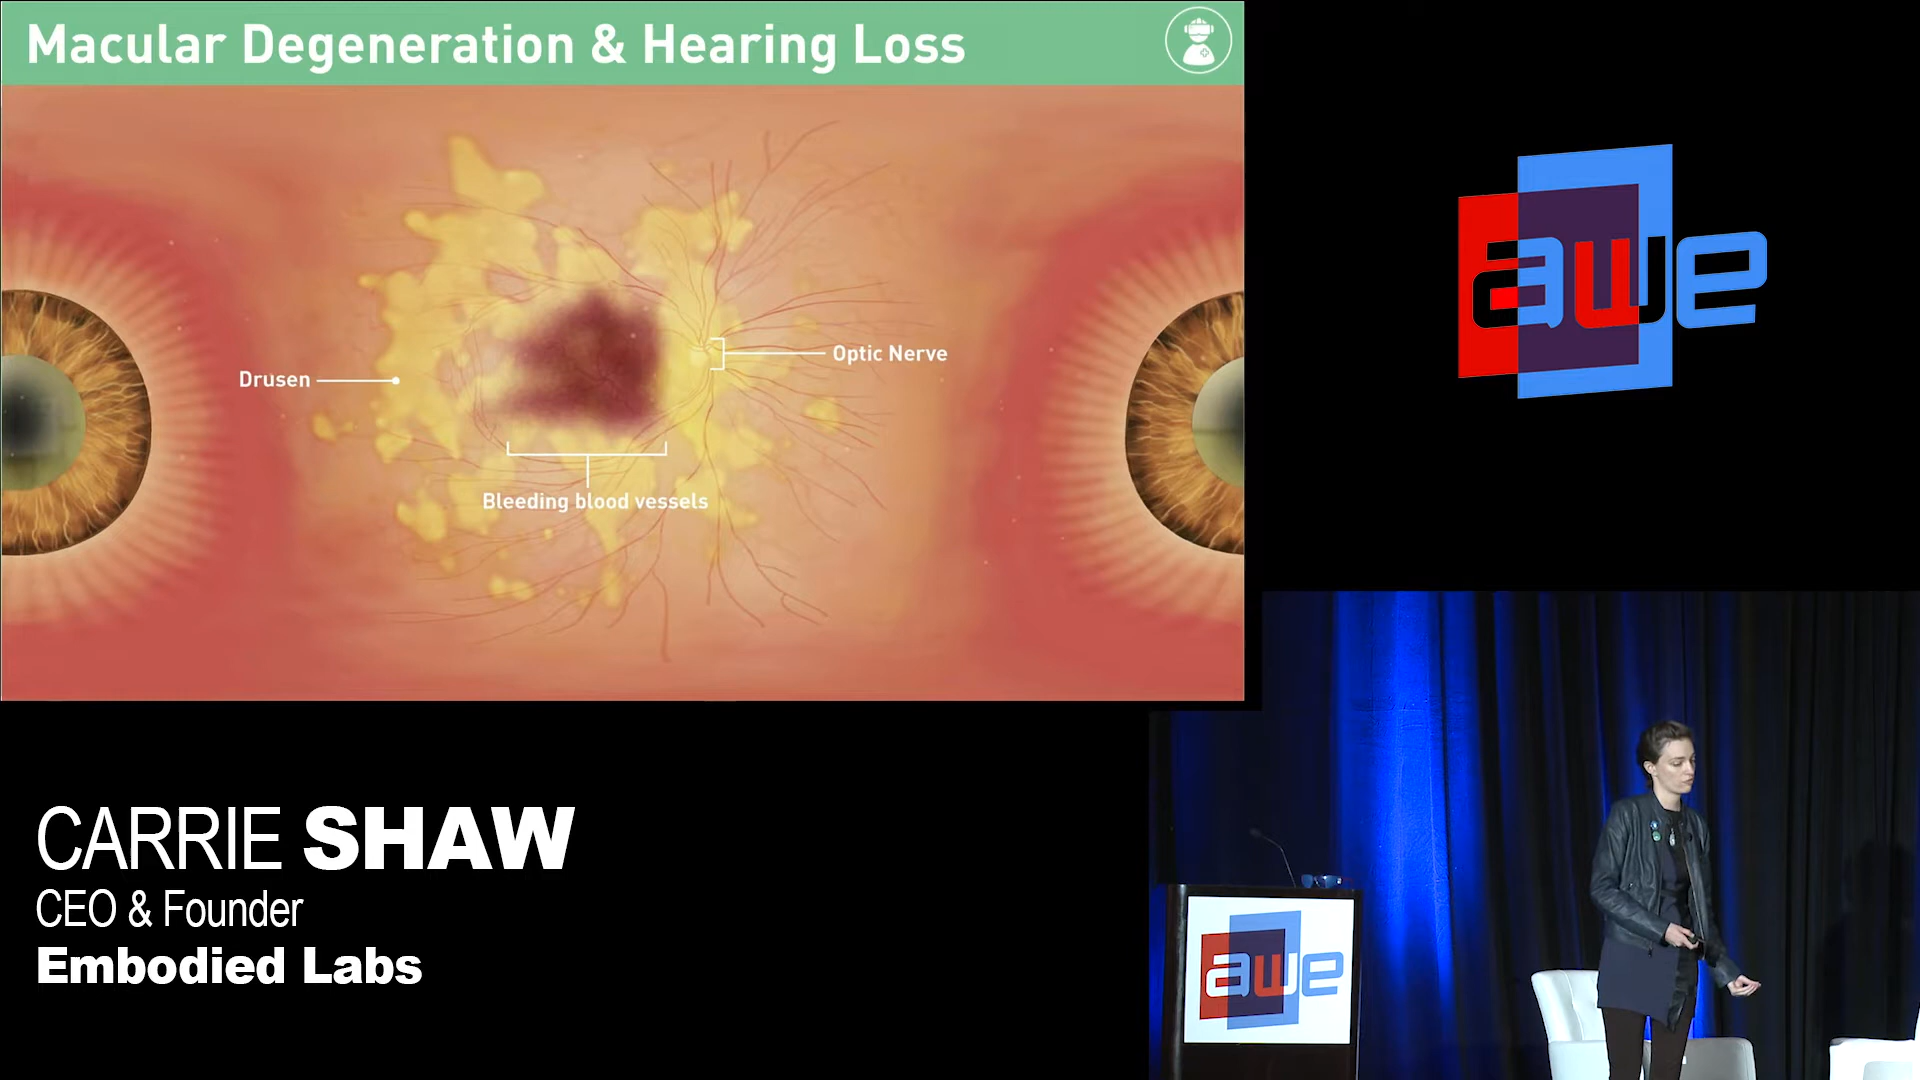 Macular Degeneration & Hearing Loss
Drusen
Optic Nerve
Bleeding blood vessels
awe
CARRIE SHAW
CEO & Founder
Embodied Labs
awe